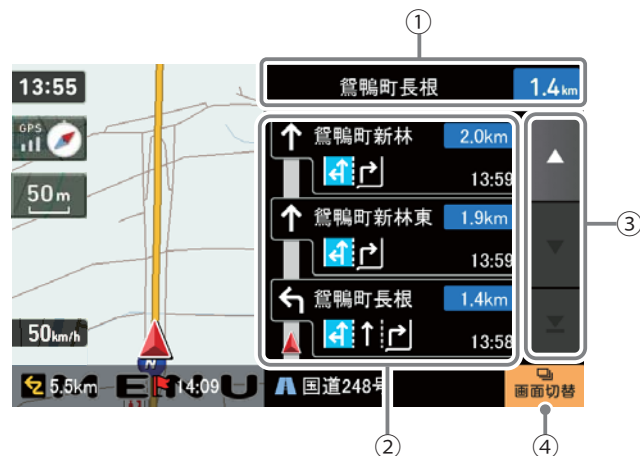 ①
13:55
鴛鴨町長根 1.4km
GPS
鴛鴨町新林 2.0km
13:59
50m
③
鴛鴨町新林東 1.9km
13:59
鴛鴨町長根 1.4km
50km/h
13:58
N
5.5km MENU 14:09
国道248号
画面切替
②
④